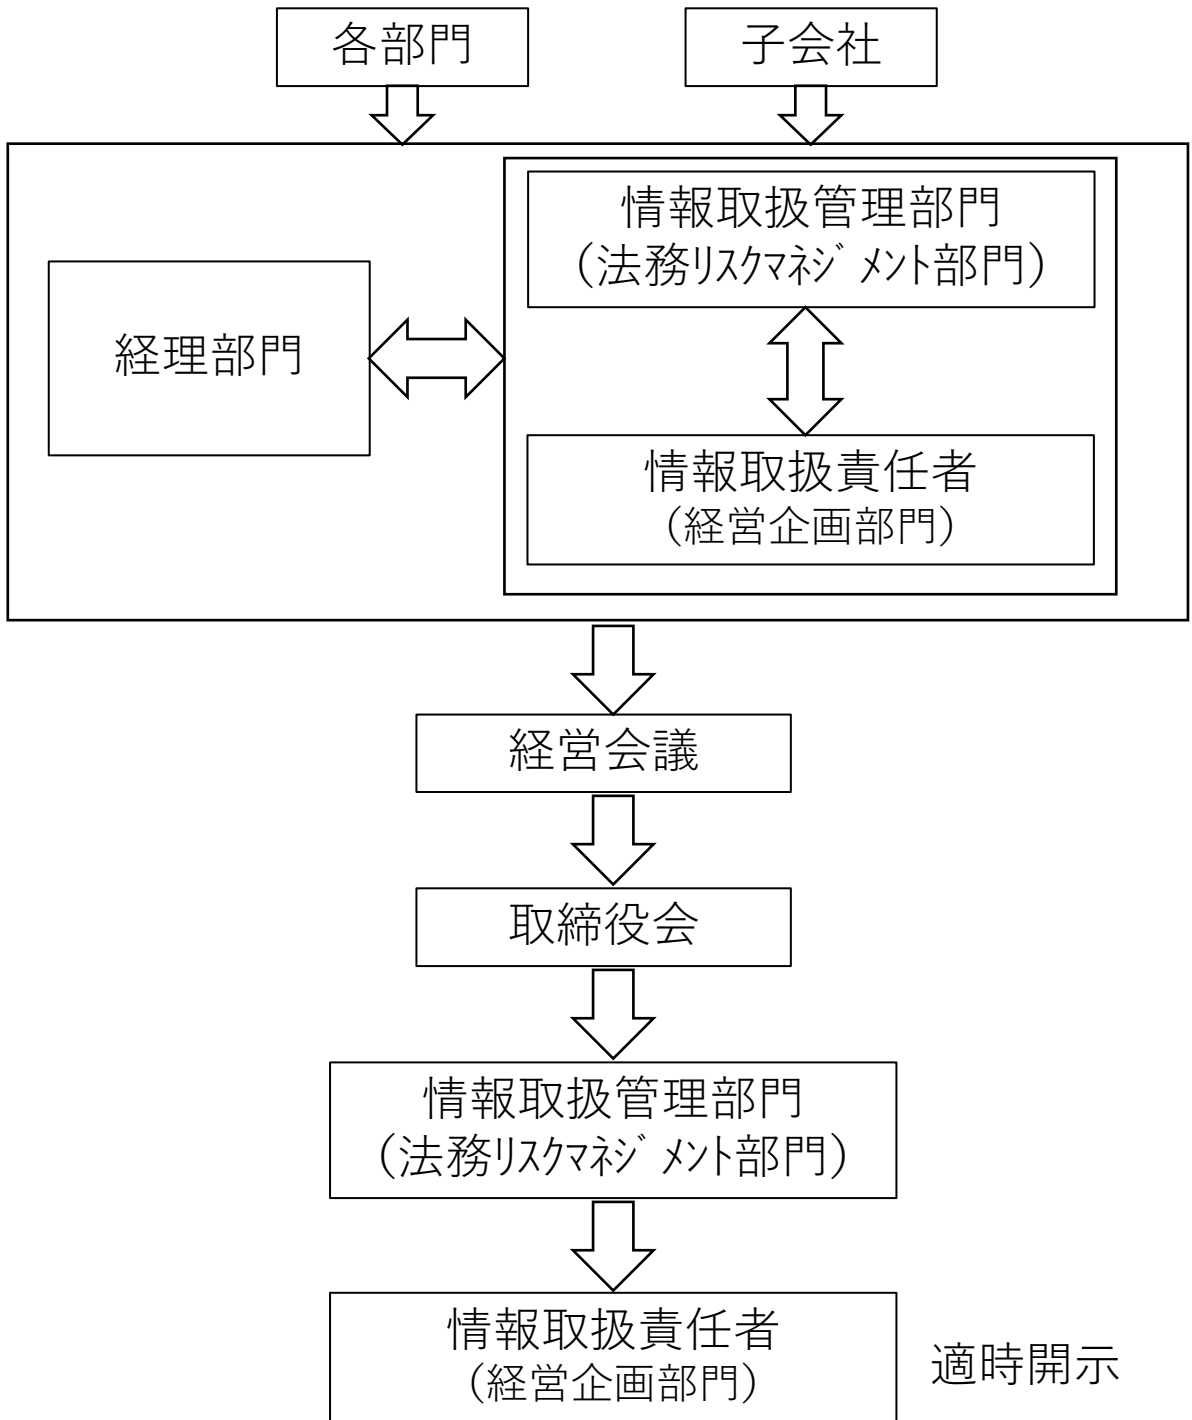 各部門
子会社
情報取扱管理部門
（法務ﾘｽｸﾏﾈｼﾞﾒﾝﾄ部門）
経理部門
情報取扱責任者
（経営企画部門）
経営会議
取締役会
情報取扱管理部門
（法務ﾘｽｸﾏﾈｼﾞﾒﾝﾄ部門）
情報取扱責任者
（経営企画部門）
適時開示